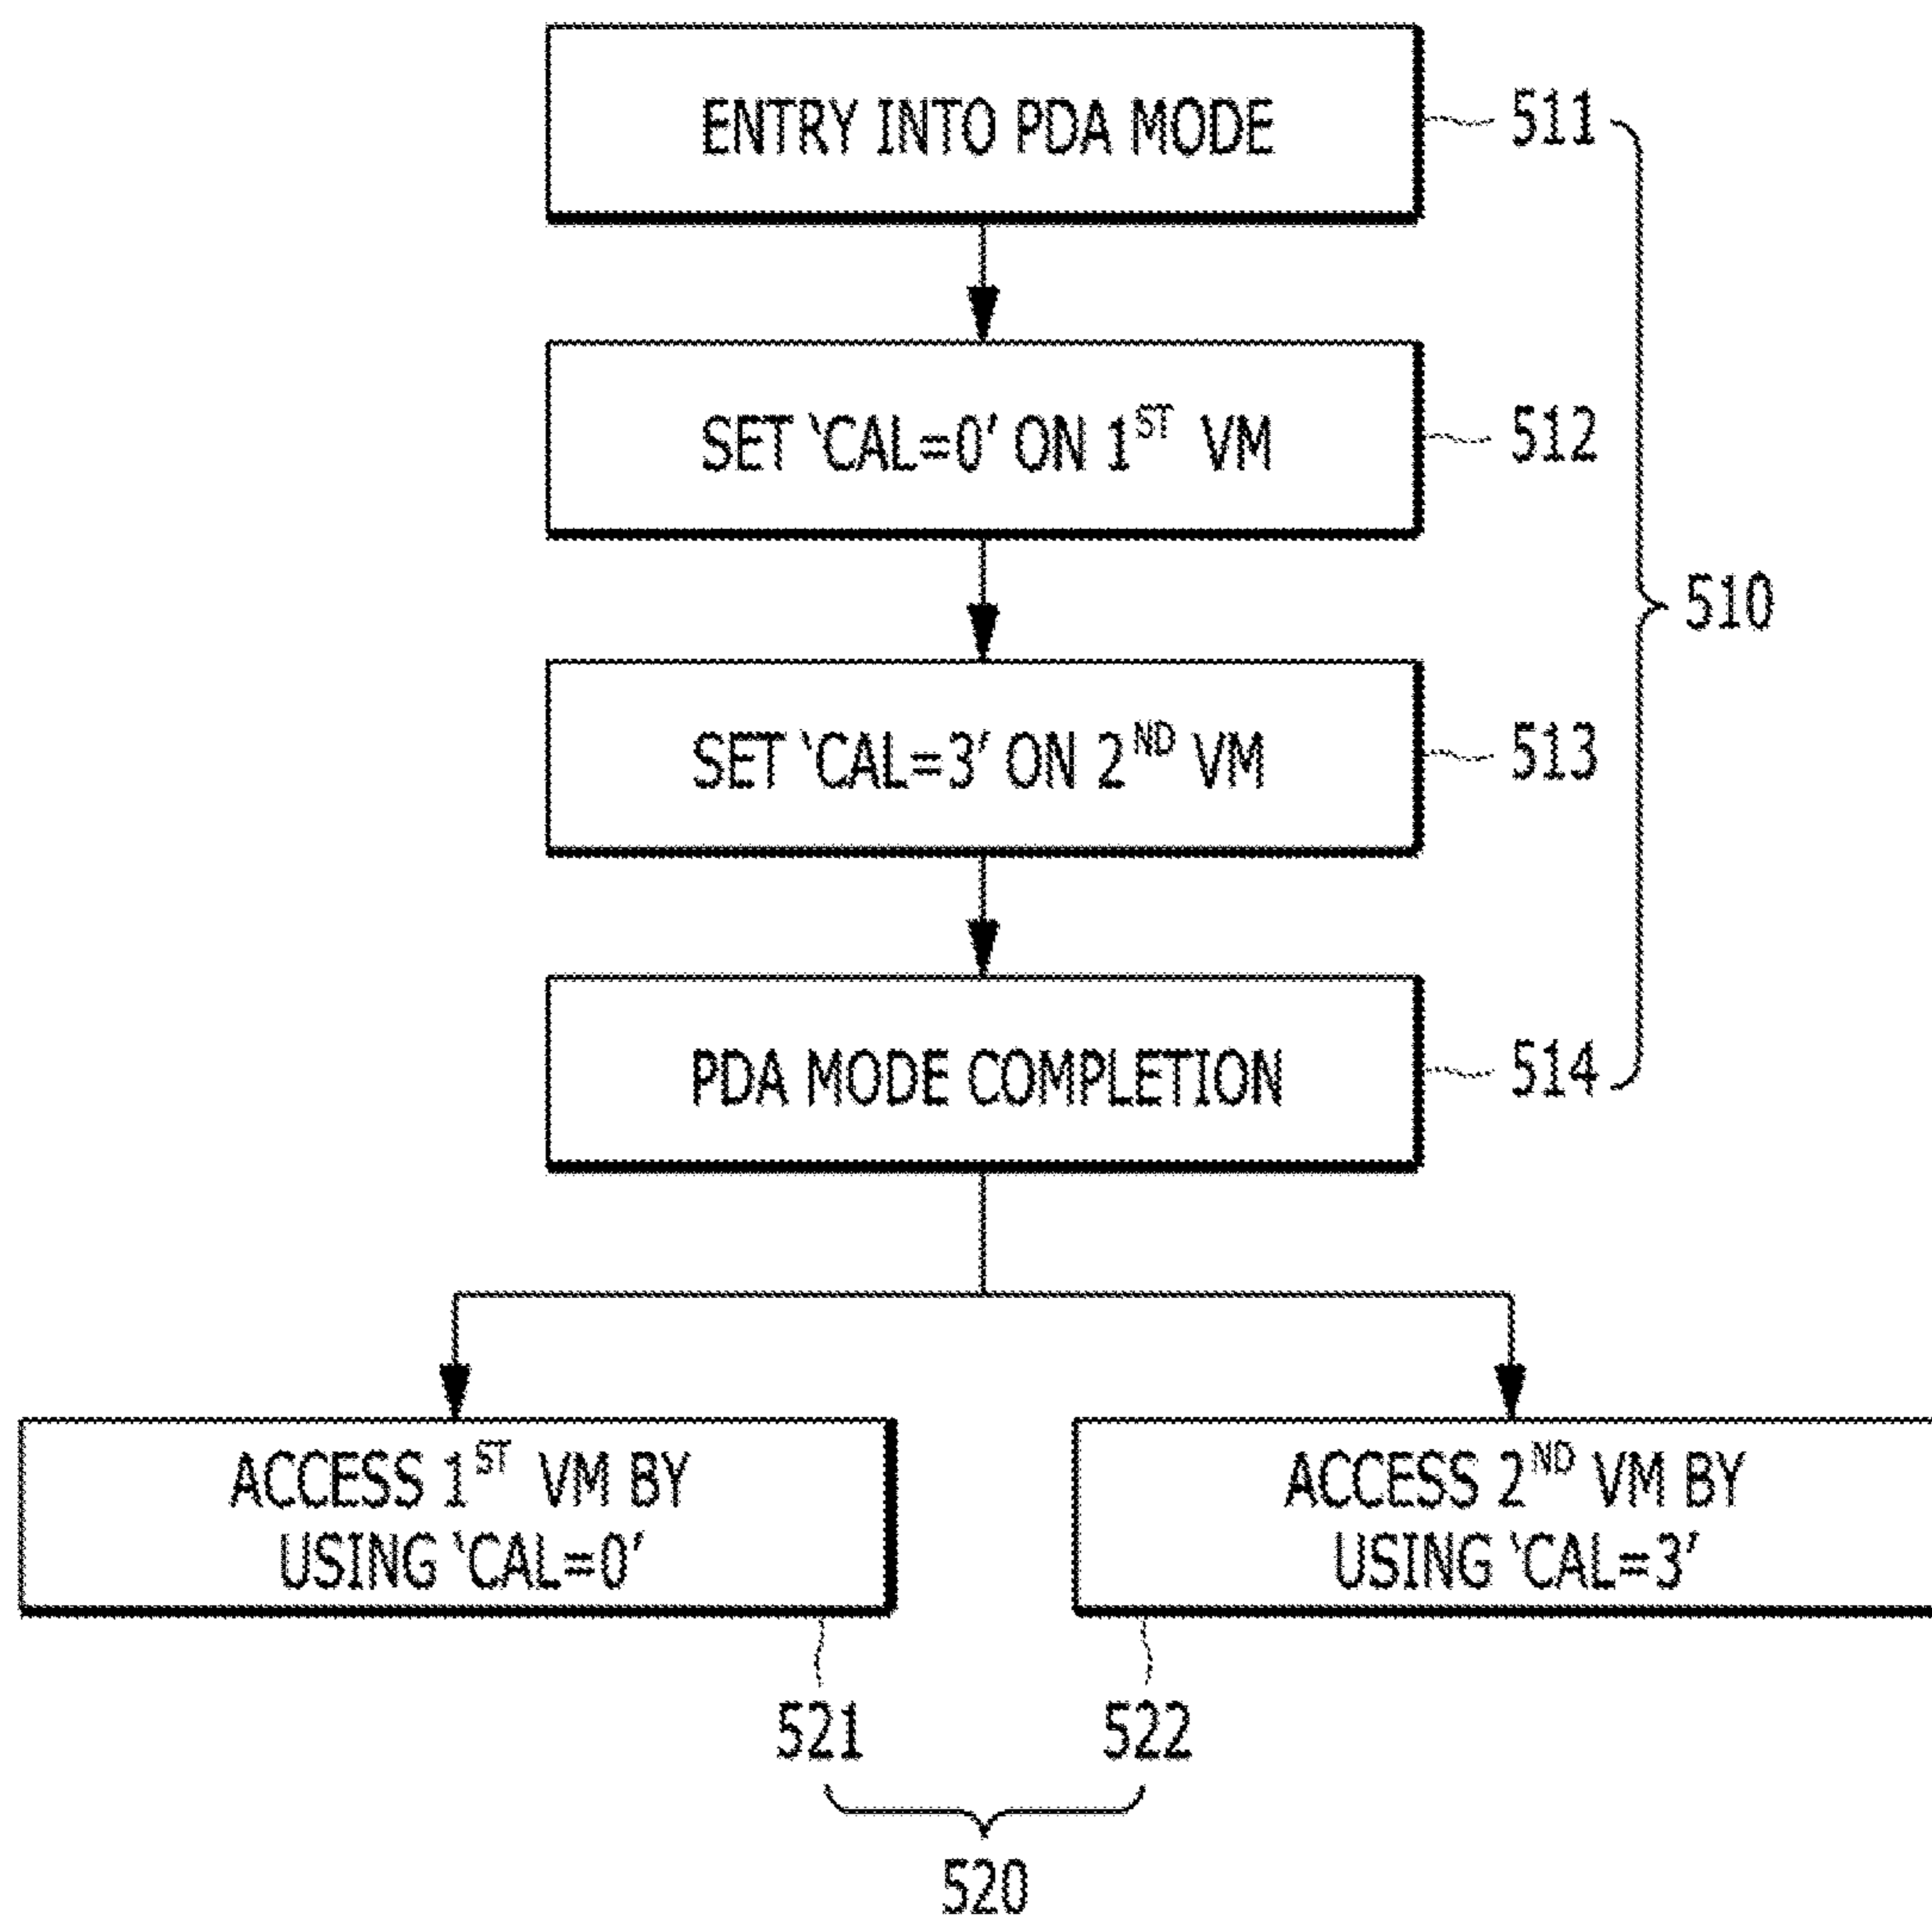 ENTRY INTO PDA MODE
511
SET ‘CAL=0’ ON 1ST VM
512
510
SET ‘CAL=3’ ON 2ND VM
513
PDA MODE COMPLETION
514
ACCESS 1ST VM BY
USING ‘CAL=0’
ACCESS 2ND VM BY
USING ‘CAL=3’
521
522
520